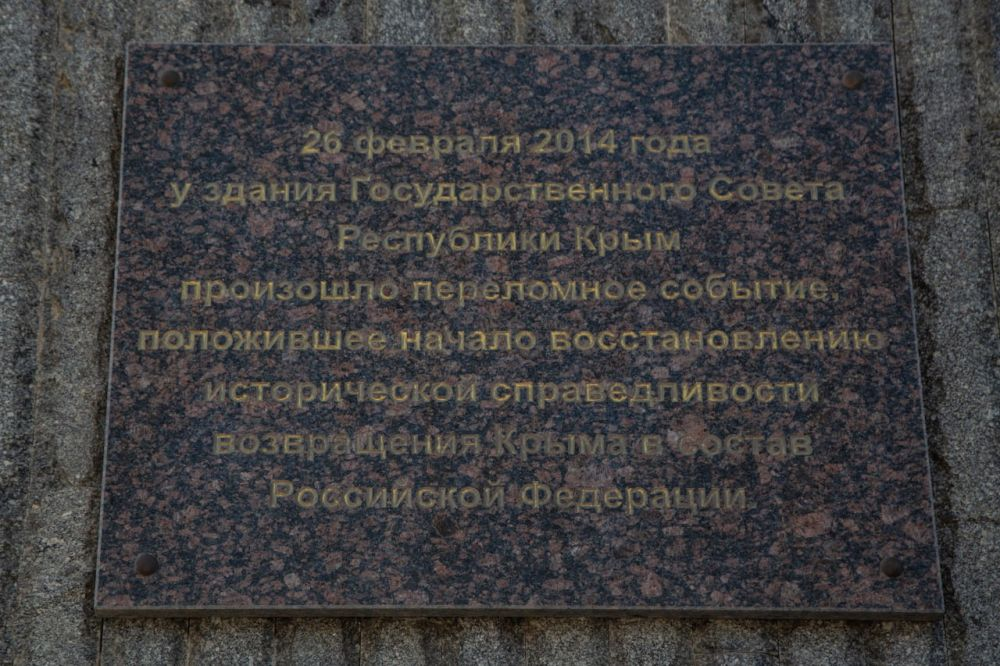 26 февраля 2014 года
у здания Государственного Совета
Республики Крым
произошло переломное событие,
положившее начало восстановлению
исторической справедливости
возвращения Крыма в состав
Российской Федерации.